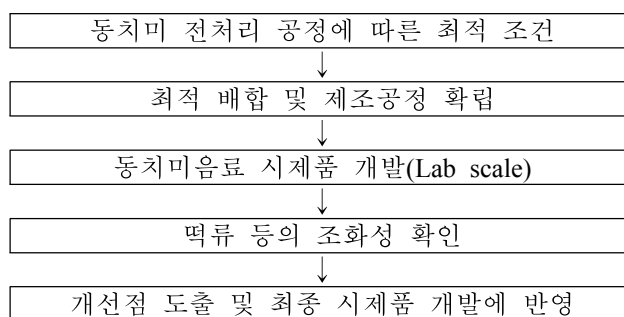 동치미 전처리 공정에 따른 최적 조건
↓
최적 배합 및 제조공정 확립
↓
동치미음료 시제품 개발(Lab scale)
↓
떡류 등의 조화성 확인
↓
개선점 도출 및 최종 시제품 개발에 반영